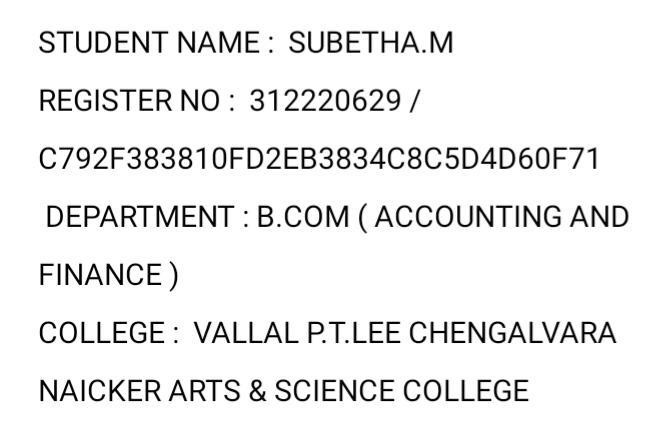 STUDENT NAME : SUBETHA.M
REGISTER NO : 312220629 /
C792F383810FD2EB3834C8C5D4D60F71
DEPARTMENT : B.COM ( ACCOUNTING AND
FINANCE )
COLLEGE : VALLAL P.T.LEE CHENGALVARA
NAICKER ARTS & SCIENCE COLLEGE